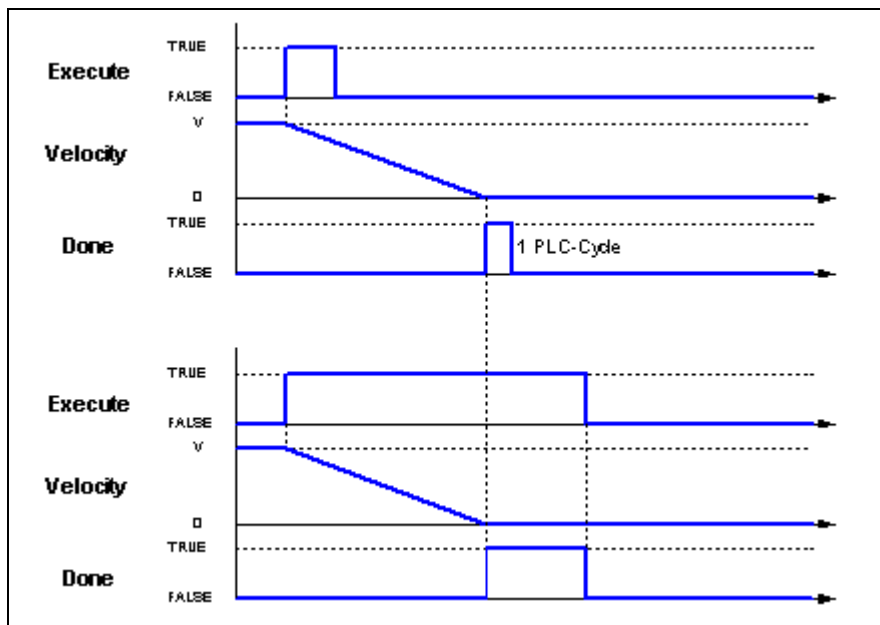 TRUE
Execute
FALSE
V
Velocity
0
TRUE
Done
1 PLC-Cycle
FALSE
TRUE
Execute
FALSE
V
Velocity
0
TRUE
Done
FALSE